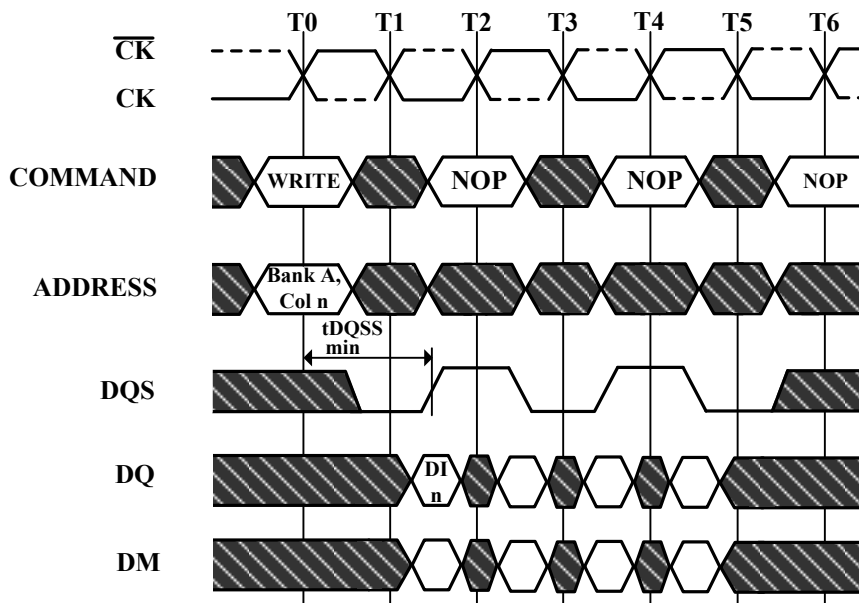 T0 T1 T2 T3 T4 T5 T6
CK
CK
COMMAND WRITE NOP NOP NOP
ADDRESS Bank A,
Col n
tDQSS
min
DQS
DQ DI
n
DM